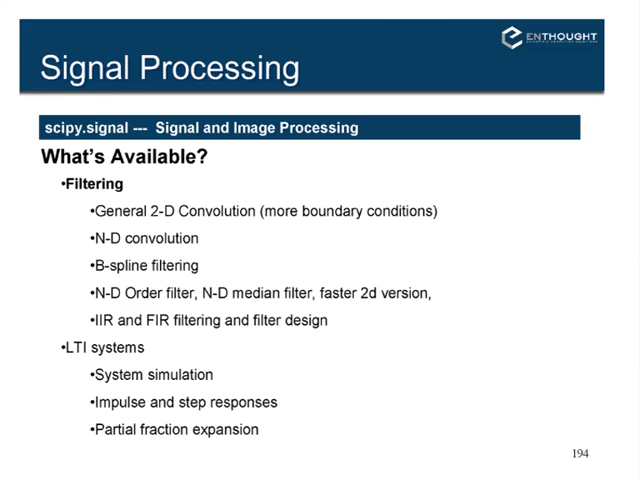 ENTHOUGHT
Signal Processing
scipy.signal --- Signal and Image Processing
What's Available?
•Filtering
•General 2-D Convolution (more boundary conditions)
•N-D convolution
•B-spline filtering
•N-D Order filter, N-D median filter, faster 2d version,
•IIR and FIR filtering and filter design
•LTI systems
•System simulation
•Impulse and step responses
•Partial fraction expansion
194